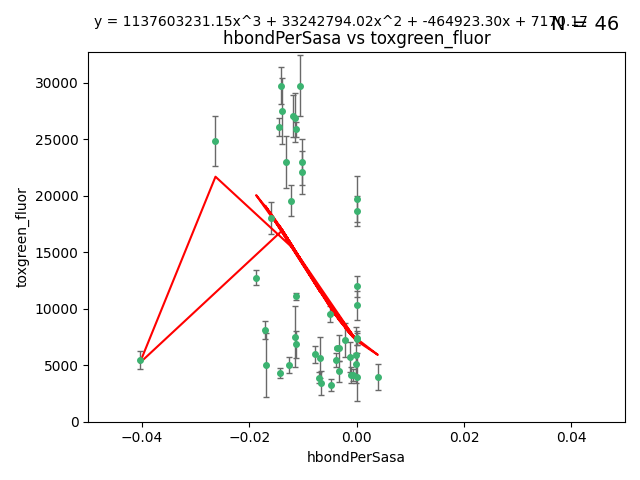 y = 1137603231.15x^3 + 33242794.02x^2 + -464923.30x + 7170.17
N = 46
hbondPerSasa vs toxgreen_fluor
30000
25000
20000
15000
10000
5000
0
toxgreen_fluor
−0.04
−0.02
0.00
0.02
0.04
hbondPerSasa